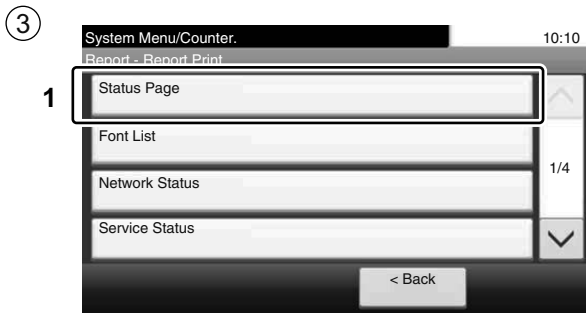 3
System Menu/Counter. 10:10
Report - Report Print
1
Status Page
Font List
1/4
Network Status
Service Status
< Back